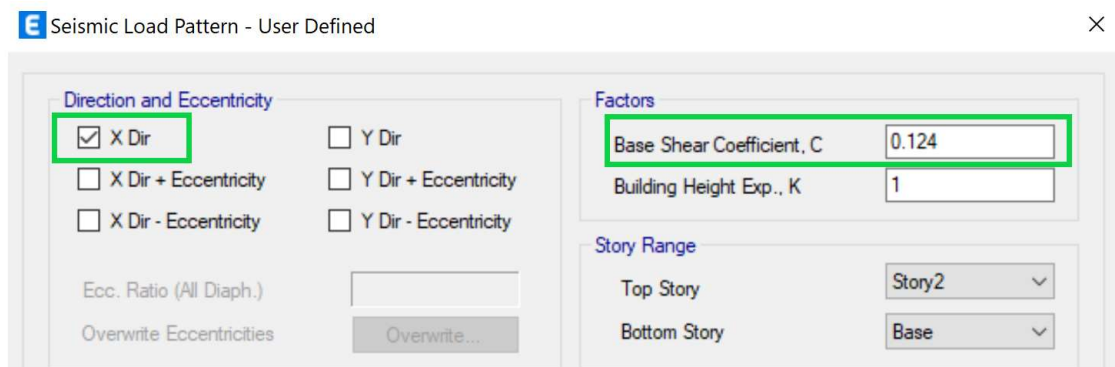 E Seismic Load Pattern - User Defined
Direction and Eccentricity
X Dir
Y Dir
X Dir + Eccentricity
Y Dir + Eccentricity
X Dir - Eccentricity
Y Dir - Eccentricity
Ecc. Ratio (All Diaph.)
Overwrite Eccentricities
Overwrite...
Factors
Base Shear Coefficient, C
0.124
Building Height Exp., K
1
Story Range
Top Story
Story2
Bottom Story
Base